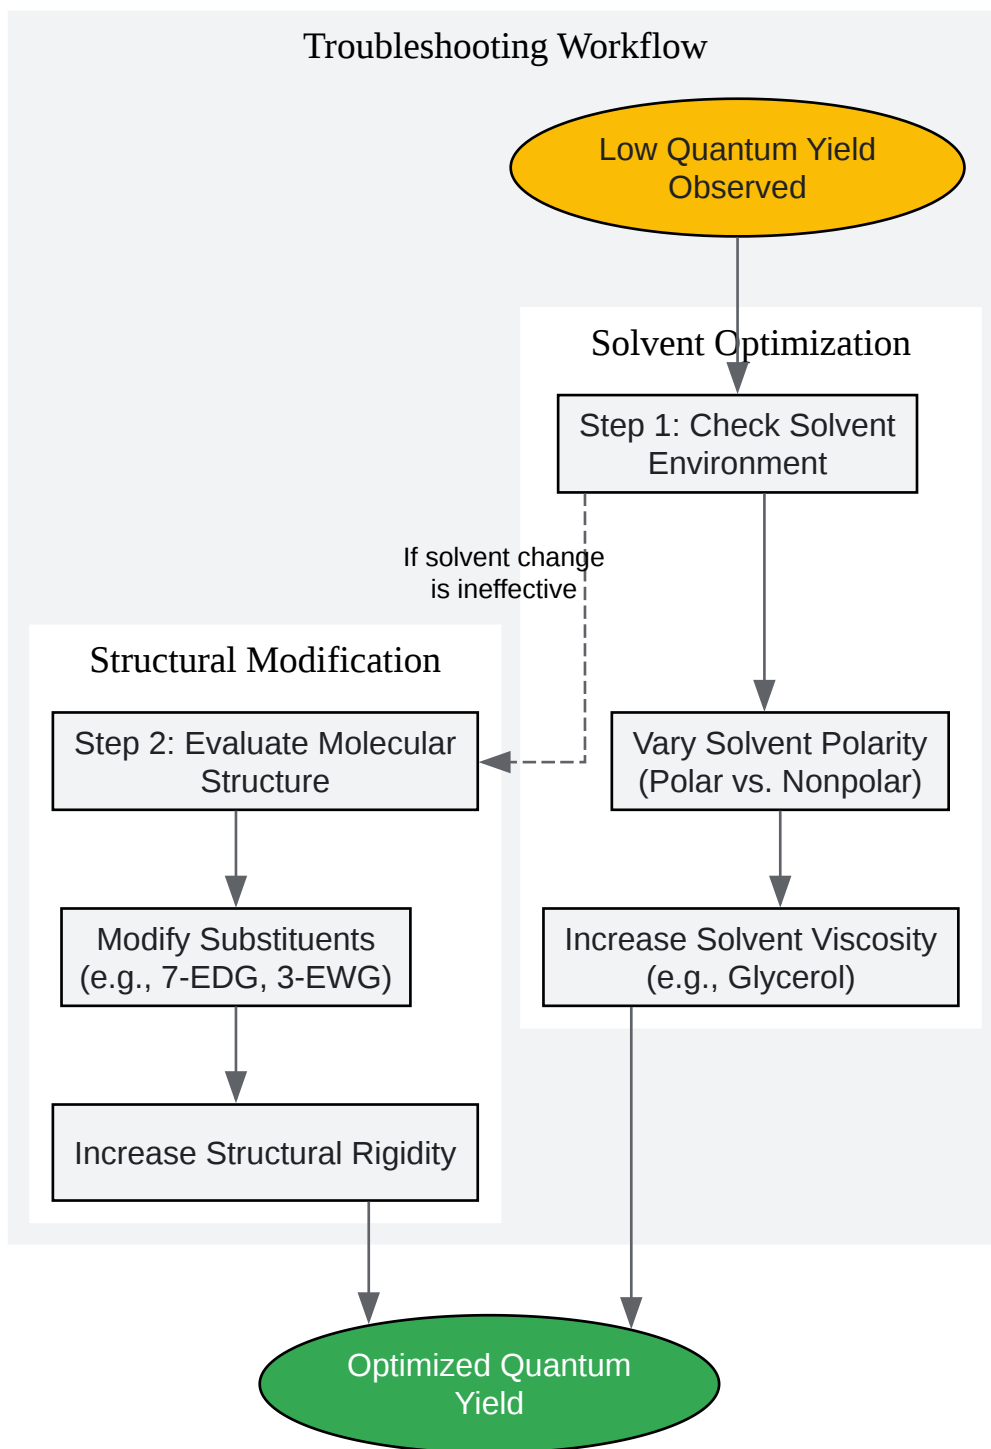 Troubleshooting Workflow
Low Quantum Yield
Observed
Solvent Optimization
Step 1: Check Solvent
Environment
If solvent change
is ineffective
Structural Modification
Step 2: Evaluate Molecular
Structure
Vary Solvent Polarity
(Polar vs. Nonpolar)
Modify Substituents
(e.g., 7-EDG, 3-EWG)
Increase Solvent Viscosity
(e.g., Glycerol)
Increase Structural Rigidity
Optimized Quantum
Yield